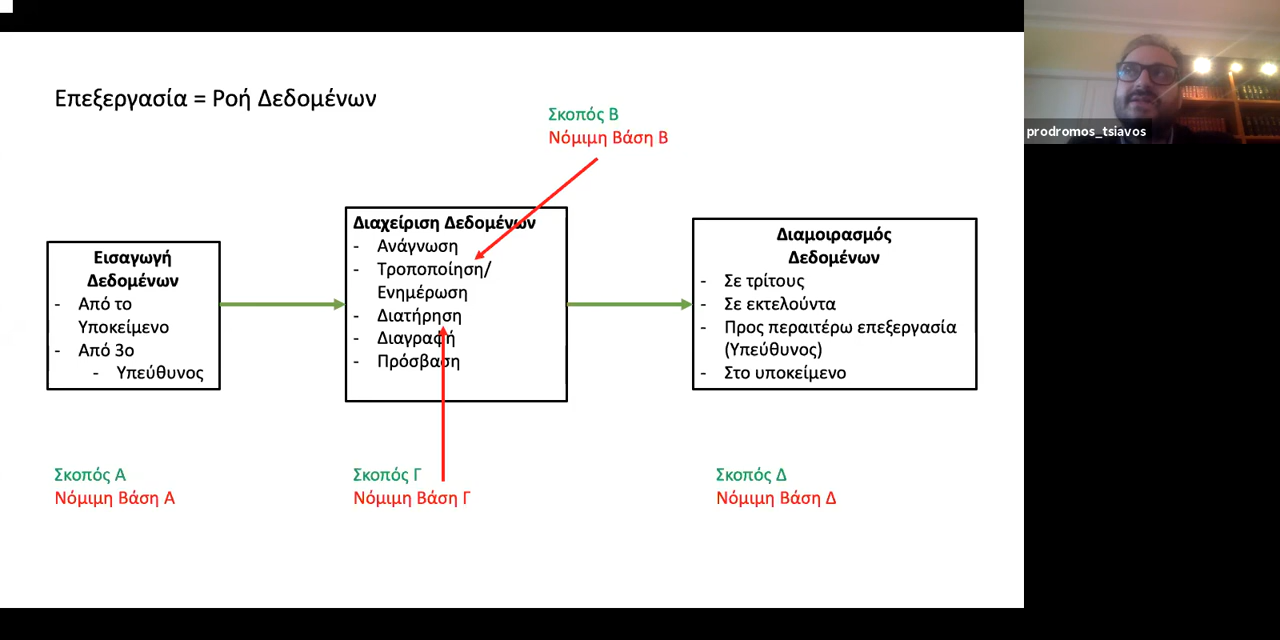 Επεξεργασία = Ροή Δεδομένων
Σκοπός Β
Νόμιμη Βάση Β
Εισαγωγή
Δεδομένων
- Από το
Υποκείμενο
- Από 3ο
- Υπεύθυνος
Διαχείριση Δεδομένων
- Ανάγνωση
- Τροποποίηση/
Ενημέρωση
- Διατήρηση
- Διαγραφή
- Πρόσβαση
Διαμοιρασμός
Δεδομένων
- Σε τρίτους
- Σε εκτελούντα
- Προς περαιτέρω επεξεργασία
(Υπεύθυνος)
- Στο υποκείμενο
Σκοπός Α
Νόμιμη Βάση Α
Σκοπός Γ
Νόμιμη Βάση Γ
Σκοπός Δ
Νόμιμη Βάση Δ
prodromos_tsiavos